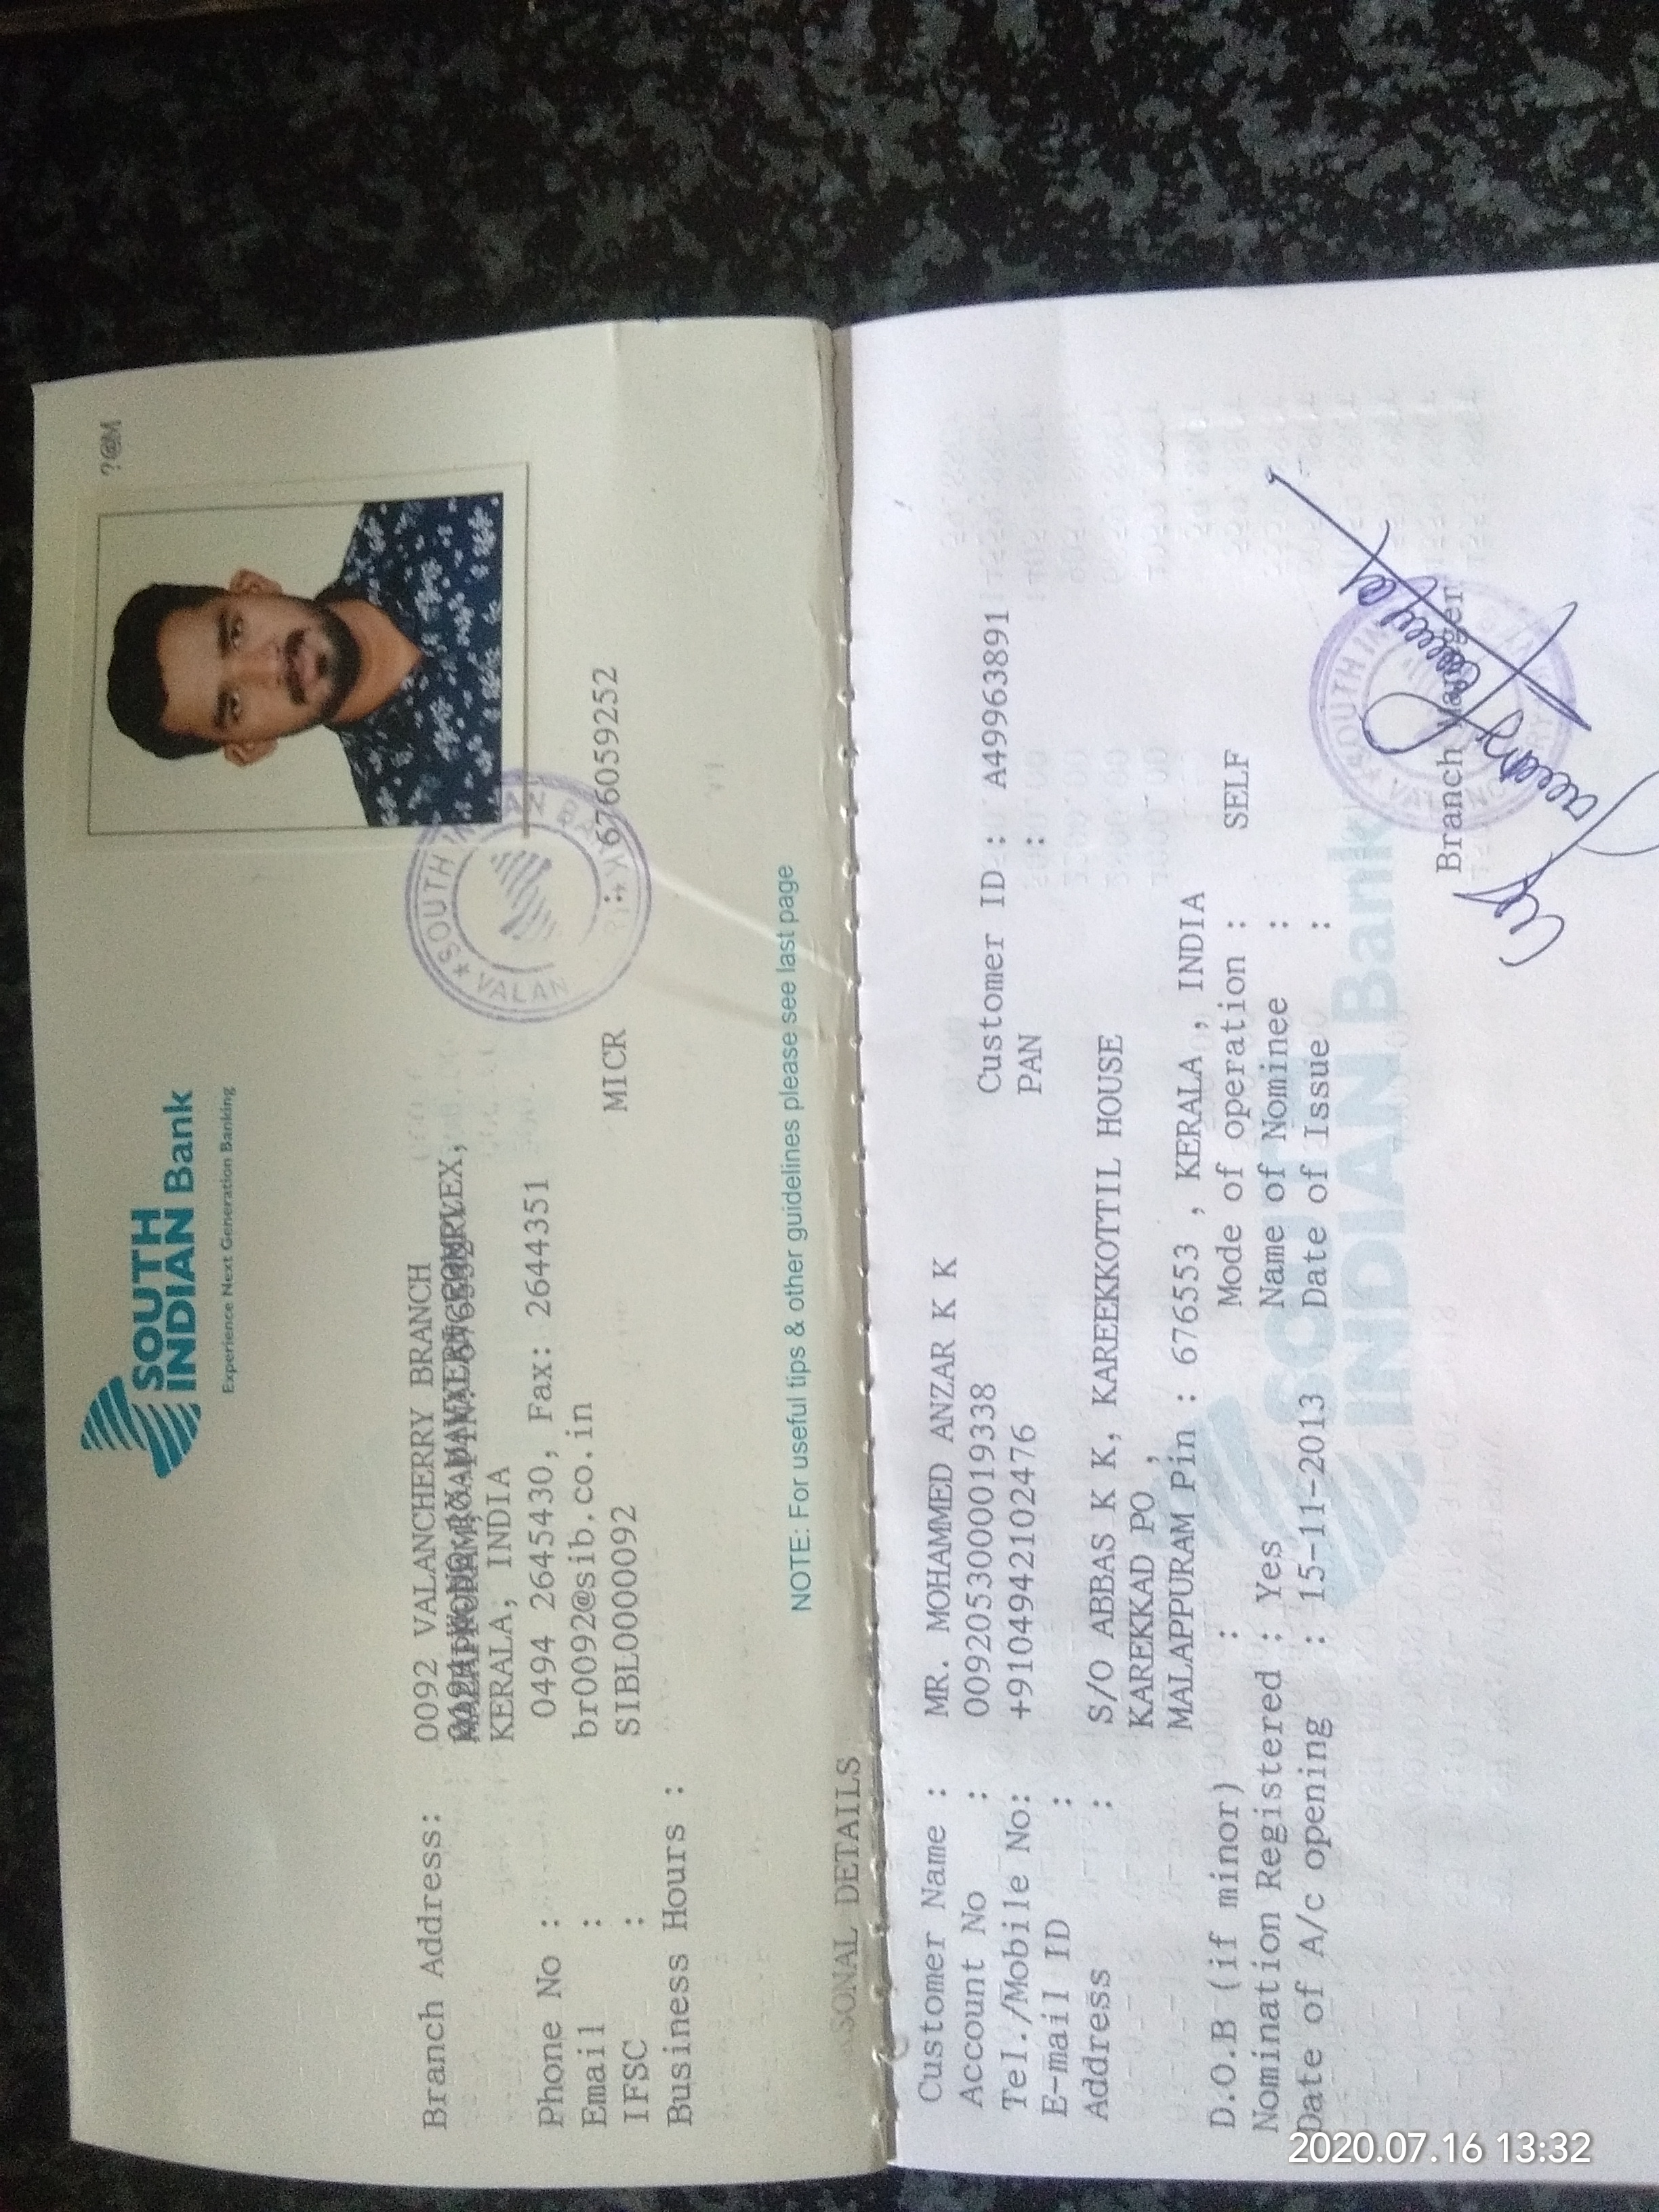 ?@M
SOUTH
INDIAN Bank
Experience Next Generation Banking
Branch Address: 0092 VALANCHERRY BRANCH
KERALA, INDIA
Phone No : 0494 2645430, Fax: 2644351
Email : br0092@sib.co.in
IFSC : SIBL0000092 MICR : 676059252
Business Hours :
SOUTH
VALAN
NOTE: For useful tips & other guidelines please see last page
SONAL DETAILS
Customer Name : MR. MOHAMMED ANZAR K K
Account No : 0092053000019338 Customer ID : A49963891
Tel./Mobile No: +9104942102476 PAN :
E-mail ID :
Address : S/O ABBAS K K, KAREEKKOTTIL HOUSE
KAREKKAD PO ,
MALAPPURAM Pin : 676553 , KERALA , INDIA
D.O.B (if minor) : Mode of operation : SELF
Nomination Registered : Yes Name of Nominee :
Date of A/c opening : 15-11-2013 Date of Issue :
SOUTH
INDIAN Bank
Branch Manager
2020.07.16 13:32